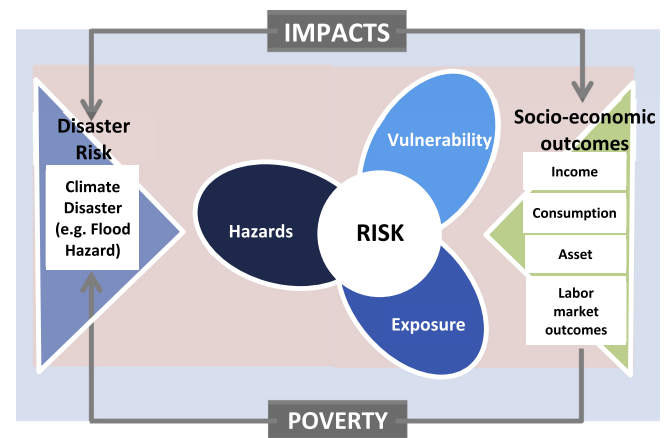 IMPACTS
Disaster
Risk
Climate
Disaster
(e.g. Flood
Hazard)
Hazards
Vulnerability
RISK
Exposure
Socio-economic
outcomes
Income
Consumption
Asset
Labor
market
outcomes
POVERTY